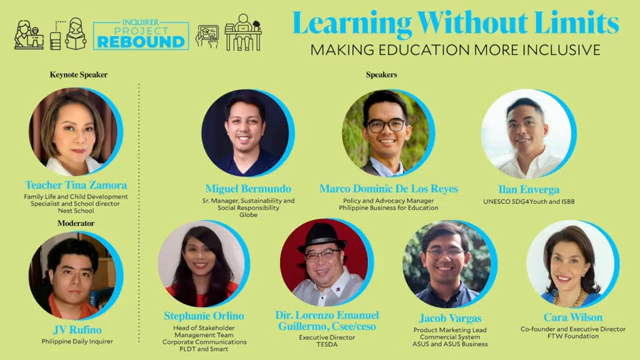 INQUIRER
PROJECT
REBOUND
Learning Without Limits
MAKING EDUCATION MORE INCLUSIVE
Keynote Speaker
Teacher Tina Zamora
Family Life and Child Development
Specialist and School director
Nest School
Moderator
JV Rufino
Philippine Daily Inquirer
Speakers
Miguel Bermundo
Sr. Manager, Sustainability and
Social Responsibility
Globe
Marco Dominic De Los Reyes
Policy and Advocacy Manager
Philippine Business for Education
Ilan Enverga
UNESCO SDG4Youth and ISBB
Stephanie Orlino
Head of Stakeholder
Management Team
Corporate Communications
PLDT and Smart
Dir. Lorenzo Emanuel
Guillermo, Csee/ceso
Executive Director
TESDA
Jacob Vargas
Product Marketing Lead
Commercial System
ASUS and ASUS Business
Cara Wilson
Co-founder and Executive Director
FTW Foundation